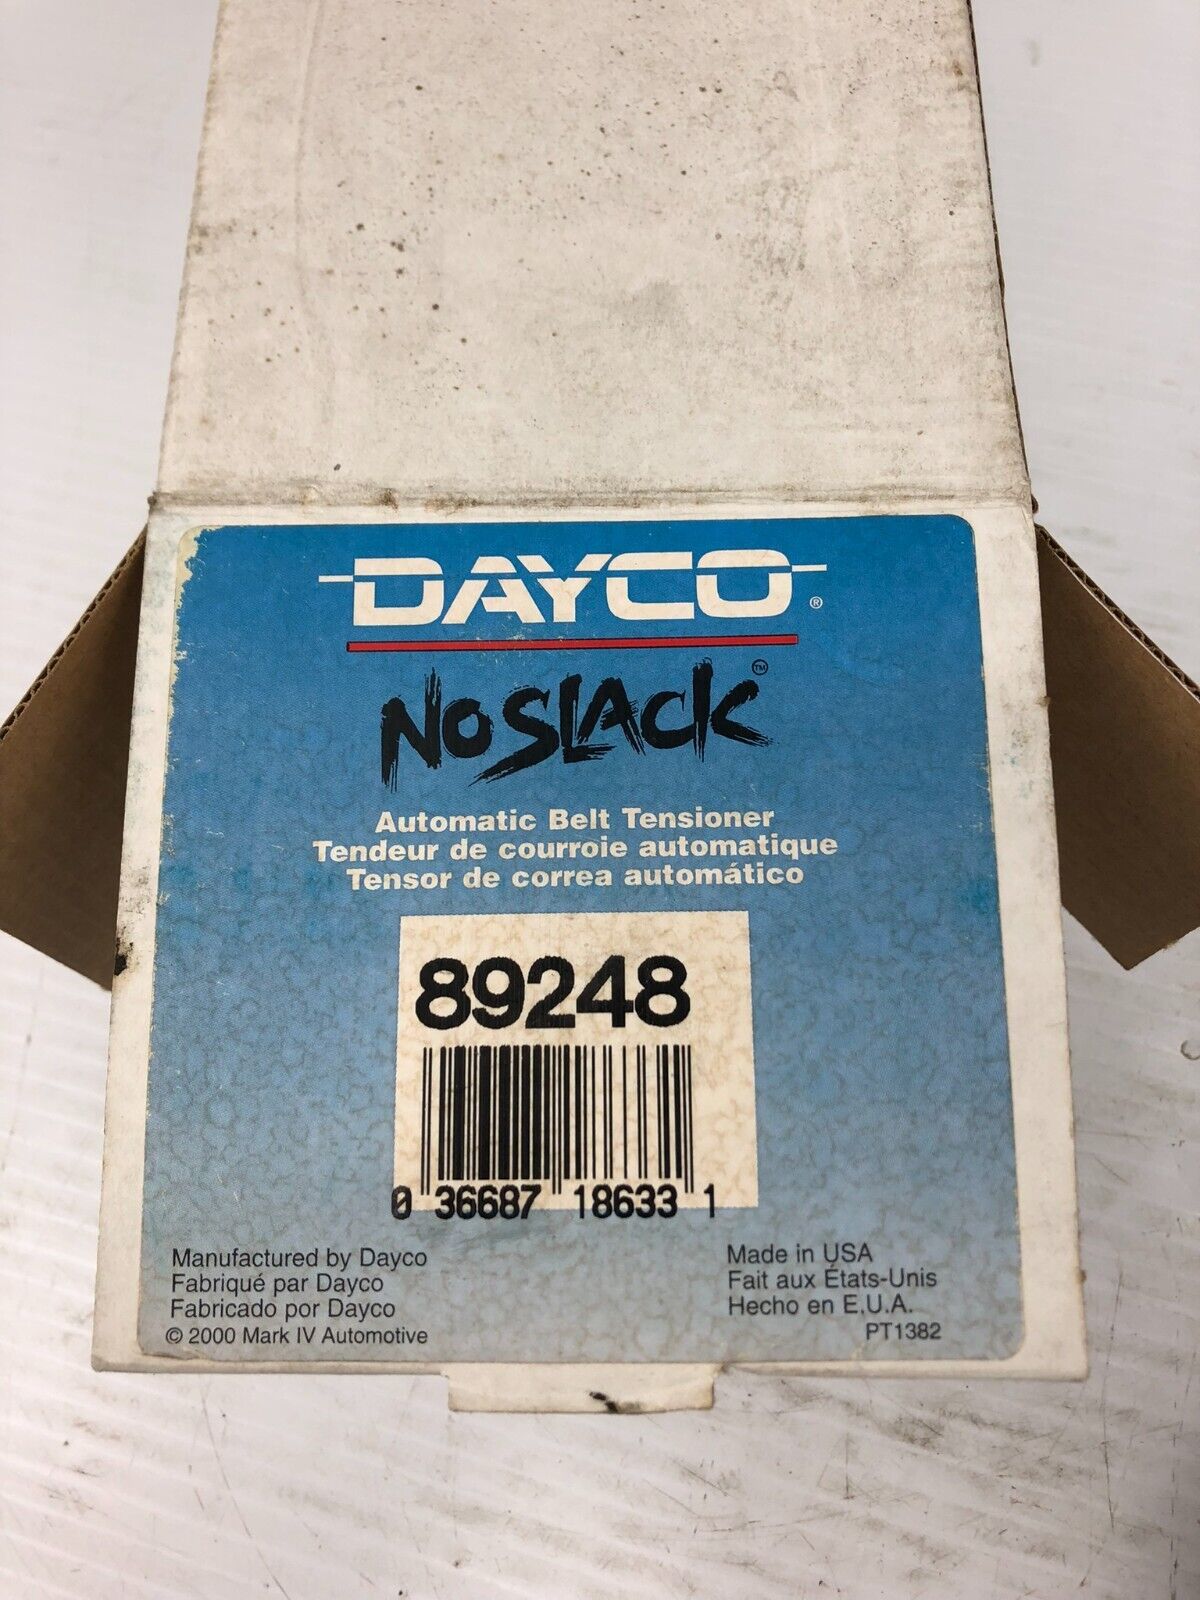 DAYCO®
NO SLACK™
Automatic Belt Tensioner
Tendeur de courroie automatique
Tensor de correa automático
89248
0 36687 18633 1
Manufactured by Dayco
Fabriqué par Dayco
Fabricado por Dayco
© 2000 Mark IV Automotive
Made in USA
Fait aux États-Unis
Hecho en E.U.A.
PT1382